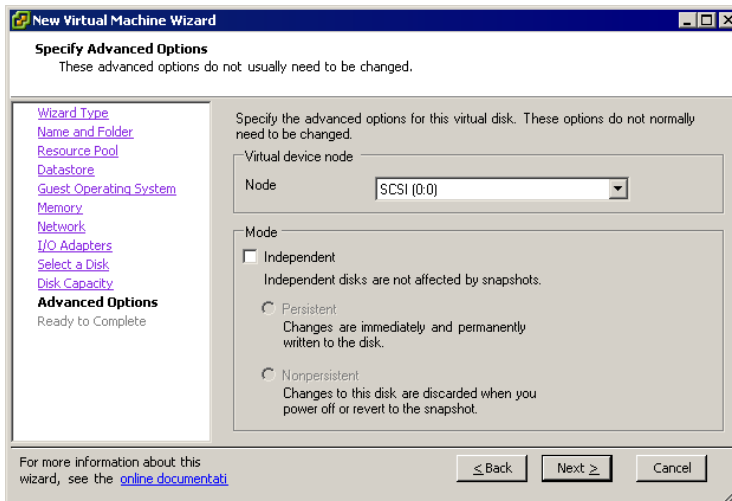 New Virtual Machine Wizard
Specify Advanced Options
These advanced options do not usually need to be changed.
Wizard Type
Name and Folder
Resource Pool
Datastore
Guest Operating System
Memory
Network
I/O Adapters
Select a Disk
Disk Capacity
Advanced Options
Ready to Complete
Specify the advanced options for this virtual disk. These options do not normally
need to be changed.
Virtual device node
Node
SCSI (0:0)
Mode
Independent
Independent disks are not affected by snapshots.
Persistent
Changes are immediately and permanently
written to the disk.
Nonpersistent
Changes to this disk are discarded when you
power off or revert to the snapshot.
For more information about this
wizard, see the online documentati
< Back
Next >
Cancel